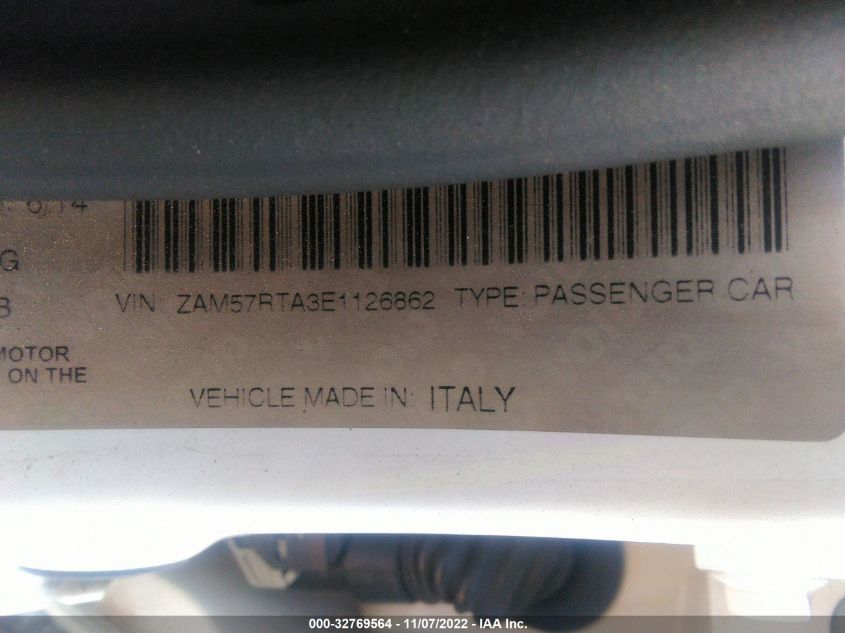 G
VIN ZAM57RTA3E1126862 TYPE: PASSENGER CAR
8
MOTOR
ON THE
VEHICLE MADE IN: ITALY
000-32769564 - 11/07/2022 - IAA Inc.